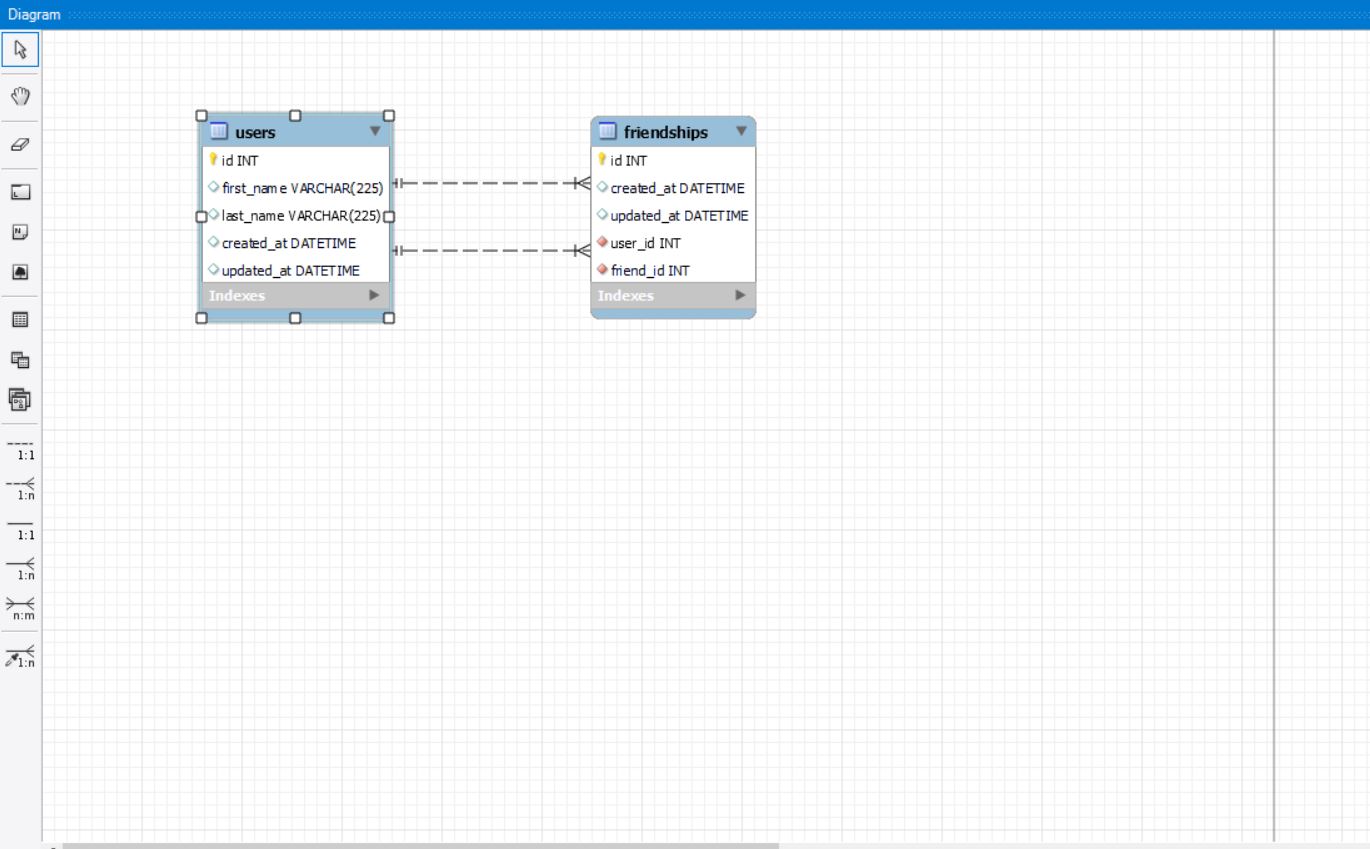 Diagram
users
id INT
first_name VARCHAR(225)
last_name VARCHAR(225)
created_at DATETIME
updated_at DATETIME
Indexes
friendships
id INT
created_at DATETIME
updated_at DATETIME
user_id INT
friend_id INT
Indexes
1:1
1:n
1:1
1:n
n:m
1:n